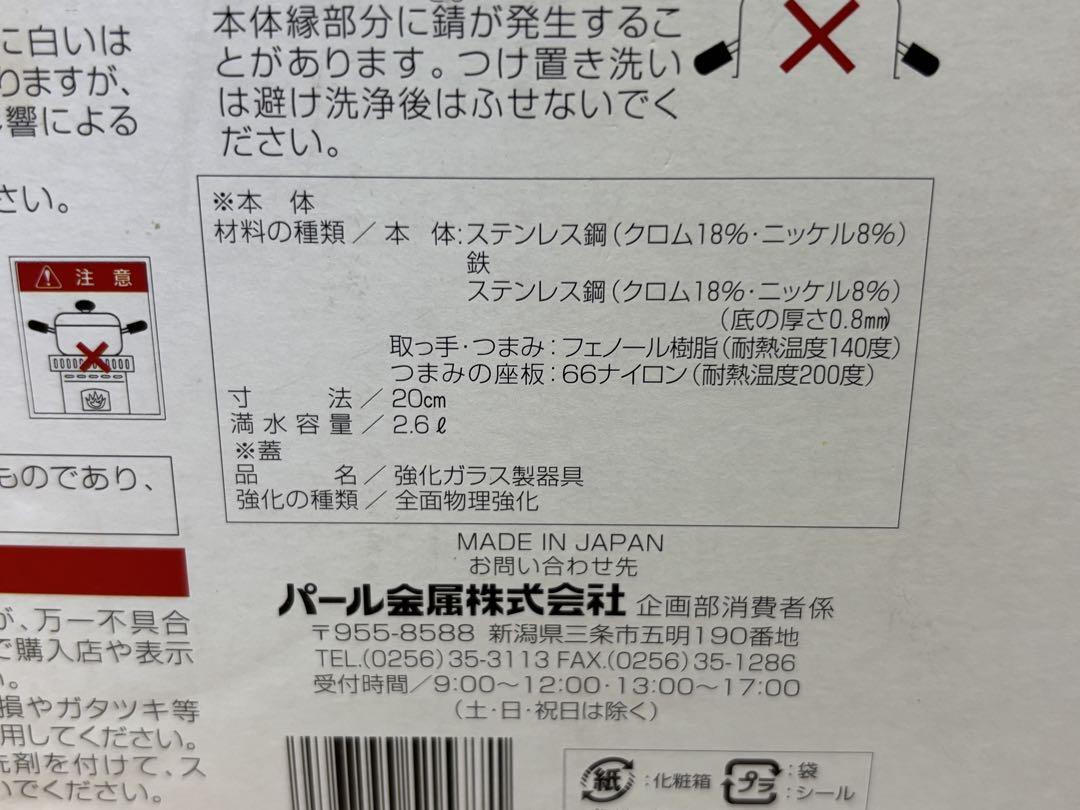 に白いは
りますが、
響による
さい。
本体縁部分に錆が発生するこ
とがあります。つけ置き洗い
は避け洗浄後はふせないでく
ださい。
注意
※本 体
材料の種類/本 体:ステンレス鋼(クロム18%・ニッケル8%)
鉄
ステンレス鋼(クロム18%・ニッケル8%)
(底の厚さ0.8㎜)
取っ手・つまみ:フェノール樹脂(耐熱温度140度)
つまみの座板:66ナイロン(耐熱温度200度)
寸 法/20㎝
満水容量/2.6ℓ
※蓋
品 名/強化ガラス製器具
強化の種類/全面物理強化
ものであり、
MADE IN JAPAN
お問い合わせ先
パール金属株式会社 企画部消費者係
〒955-8588 新潟県三条市五明190番地
TEL.(0256)35-3113 FAX.(0256)35-1286
受付時間/9:00〜12:00・13:00〜17:00
(土・日・祝日は除く)
が、万一不具合
で購入店や表示
い。
損やガタツキ等
用してください。
洗剤を付けて、ス
いでください。
紙:化粧箱
プラ:袋
:シール